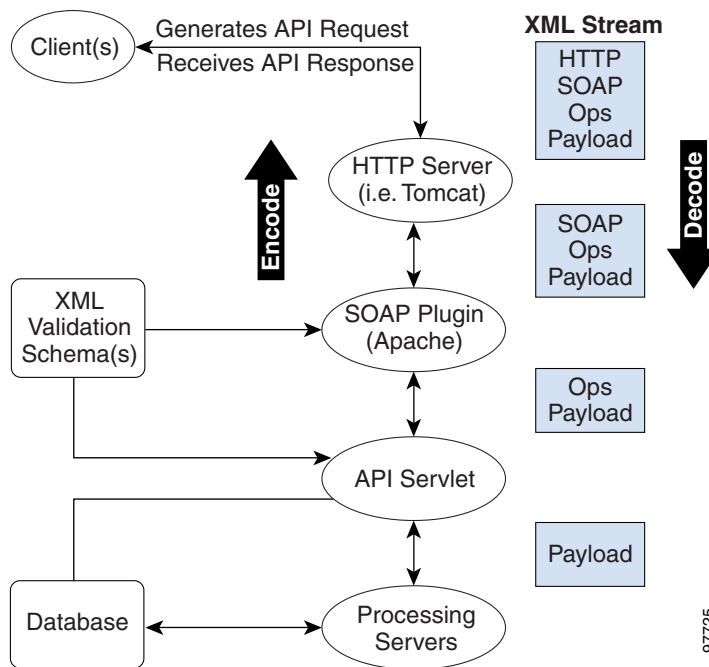 Client(s)
Generates API Request
Receives API Response
XML Stream
HTTP
SOAP
Ops
Payload
HTTP Server
(i.e. Tomcat)
Encode
Decode
SOAP
Ops
Payload
XML
Validation
Schema(s)
SOAP Plugin
(Apache)
Ops
Payload
API Servlet
Payload
Database
Processing
Servers
97725